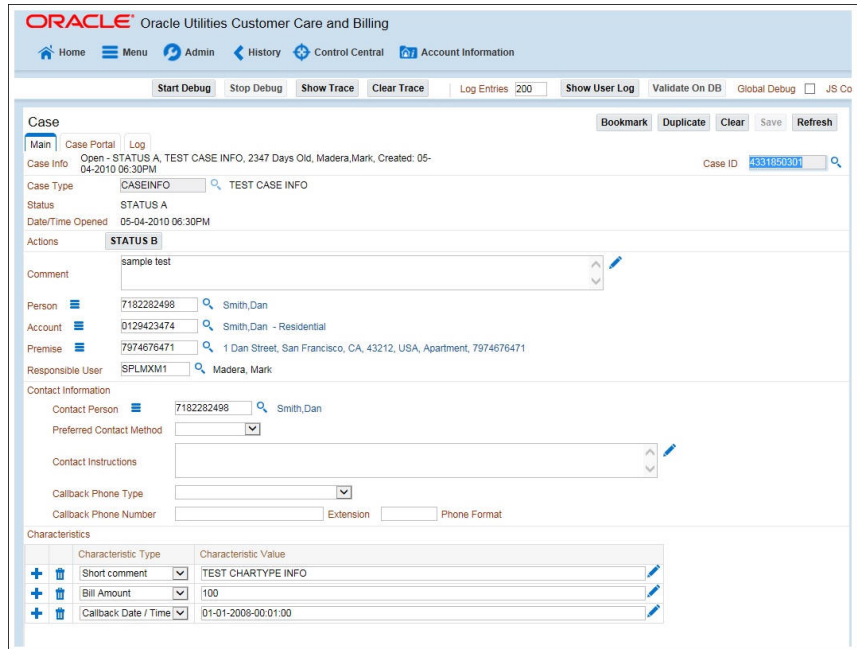 ORACLE® Oracle Utilities Customer Care and Billing
Home Menu Admin History Control Central Account Information
Start Debug Stop Debug Show Trace Clear Trace Log Entries 200 Show User Log Validate On DB Global Debug JS Co
Case Bookmark Duplicate Clear Save Refresh
Main Case Portal Log
Case Info Open - STATUS A, TEST CASE INFO, 2347 Days Old, Madera,Mark, Created: 05-
04-2010 06:30PM
Case ID 4331850301
Case Type CASEINFO TEST CASE INFO
Status STATUS A
Date/Time Opened 05-04-2010 06:30PM
Actions STATUS B
Comment sample test
Person 7182282498 Smith,Dan
Account 0129423474 Smith,Dan - Residential
Premise 7974676471 1 Dan Street, San Francisco, CA, 43212, USA, Apartment, 7974676471
Responsible User SPLMXM1 Madera, Mark
Contact Information
Contact Person 7182282498 Smith,Dan
Preferred Contact Method
Contact Instructions
Callback Phone Type
Callback Phone Number Extension Phone Format
Characteristics
Characteristic Type Characteristic Value
Short comment TEST CHARTYPE INFO
Bill Amount 100
Callback Date / Time 01-01-2008-00:01:00